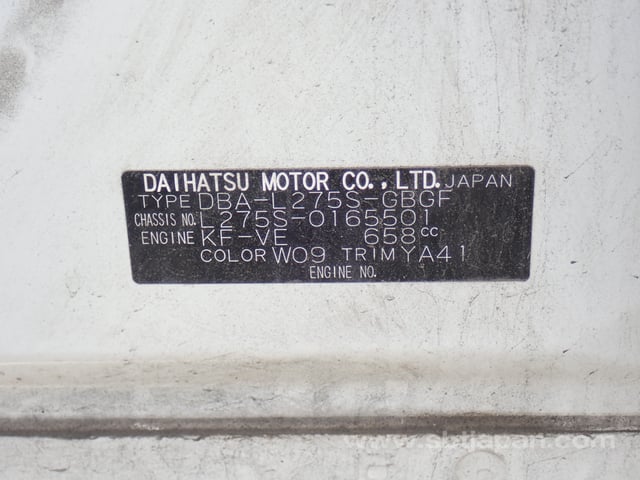 DAIHATSU MOTOR CO., LTD. JAPAN
TYPE DBA-L275S-GBGF
CHASSIS NO. L275S-0165501
ENGINE KF-VE 658cc
COLOR W09 TRIM YA41
ENGINE NO.
www.sbtjapan.com